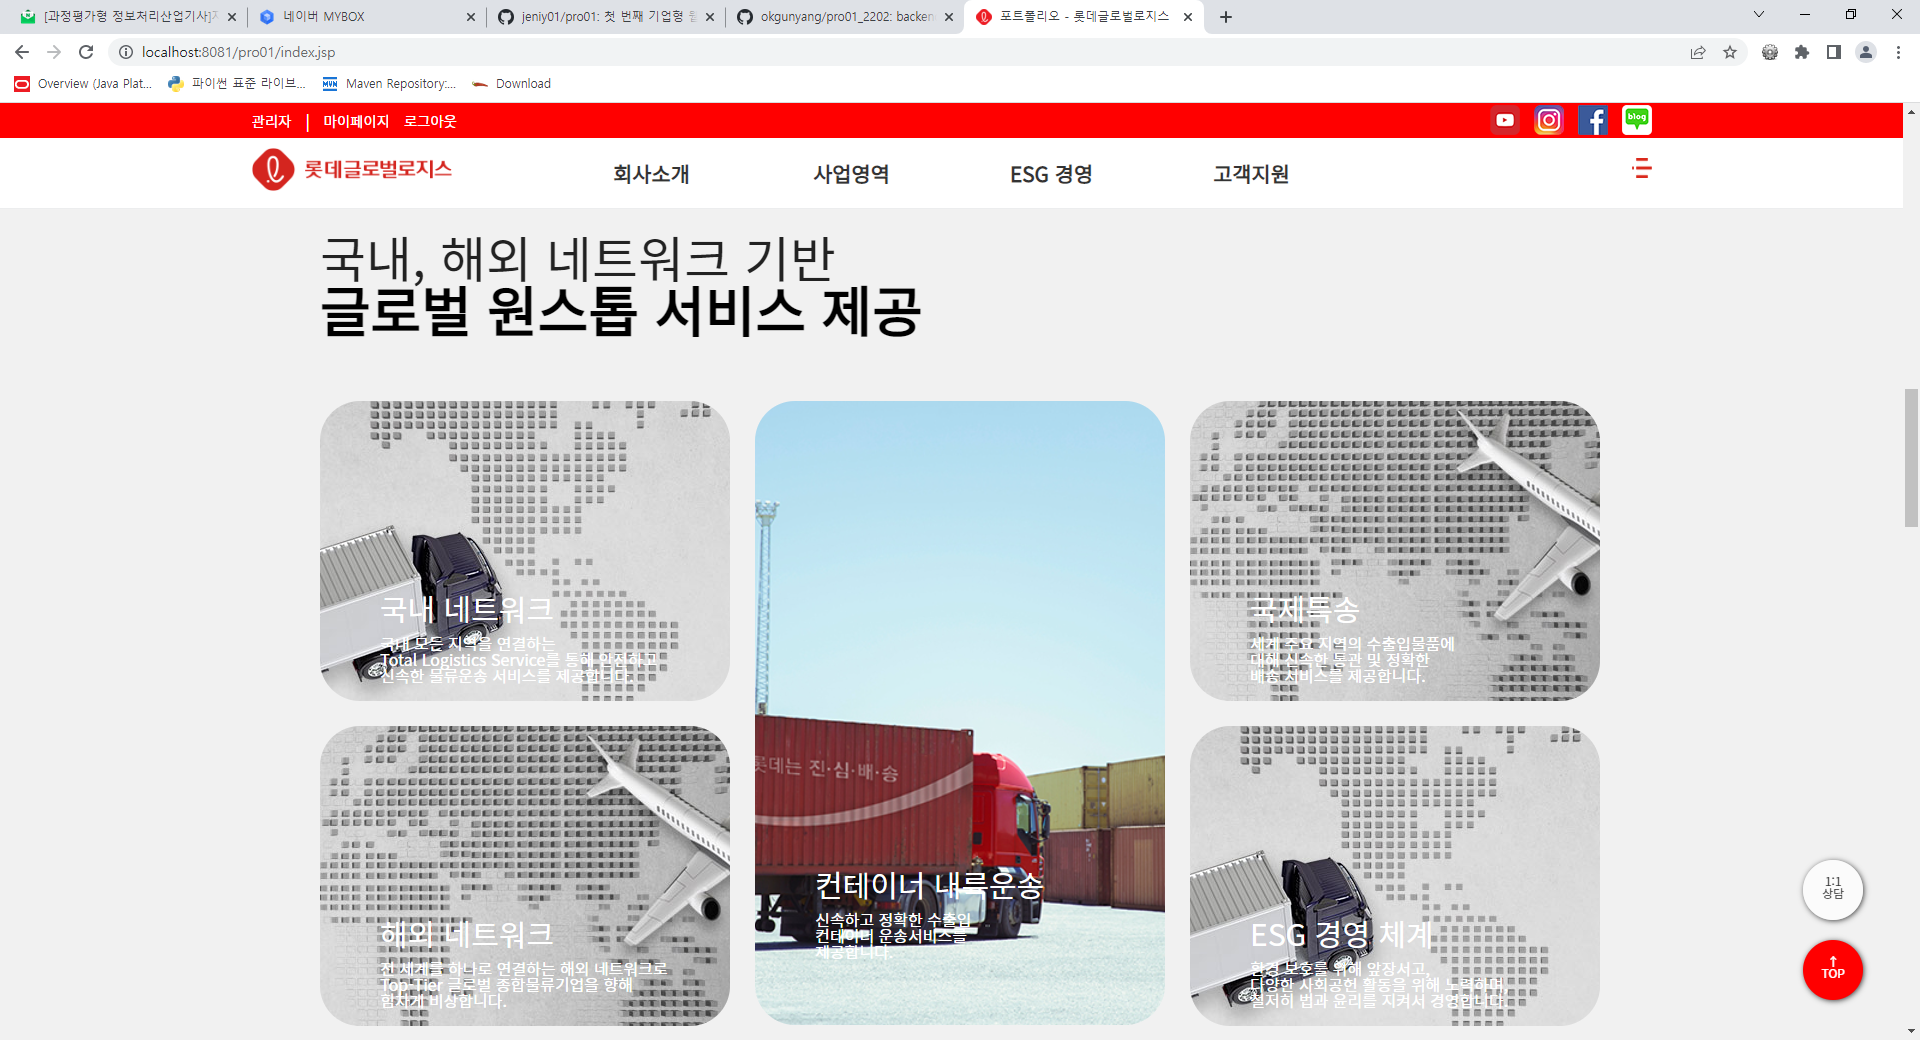 [과정평가형 정보처리산업기사]
네이버 MYBOX
jeniy01/pro01: 첫 번째 기업형 웹
okgunyang/pro01_2202: backen
포트폴리오 - 롯데글로벌로지스
localhost:8081/pro01/index.jsp
Overview (Java Plat...
파이썬 표준 라이브...
Maven Repository:...
Download
관리자 | 마이페이지 로그아웃
blog
롯데글로벌로지스
회사소개
사업영역
ESG 경영
고객지원
국내, 해외 네트워크 기반
글로벌 원스톱 서비스 제공
국내 네트워크
국내 모든 지역을 연결하는
Total Logistics Service를 통해 안전하고
신속한 물류운송 서비스를 제공합니다.
국제특송
세계 주요 지역의 수출입물품에
대해 신속한 통관 및 정확한
배송 서비스를 제공합니다.
롯데는 진·심·배·송
컨테이너 내륙운송
신속하고 정확한 수출입
컨테이너 운송서비스를
제공합니다.
해외 네트워크
전 세계를 하나로 연결하는 해외 네트워크로
Top-Tier 글로벌 종합물류기업을 향해
힘차게 비상합니다.
ESG 경영 체계
환경 보호를 위해 앞장서고,
다양한 사회공헌 활동을 위해 노력하며
철저히 법과 윤리를 지켜서 경영합니다.
1:1
상담
↑
TOP